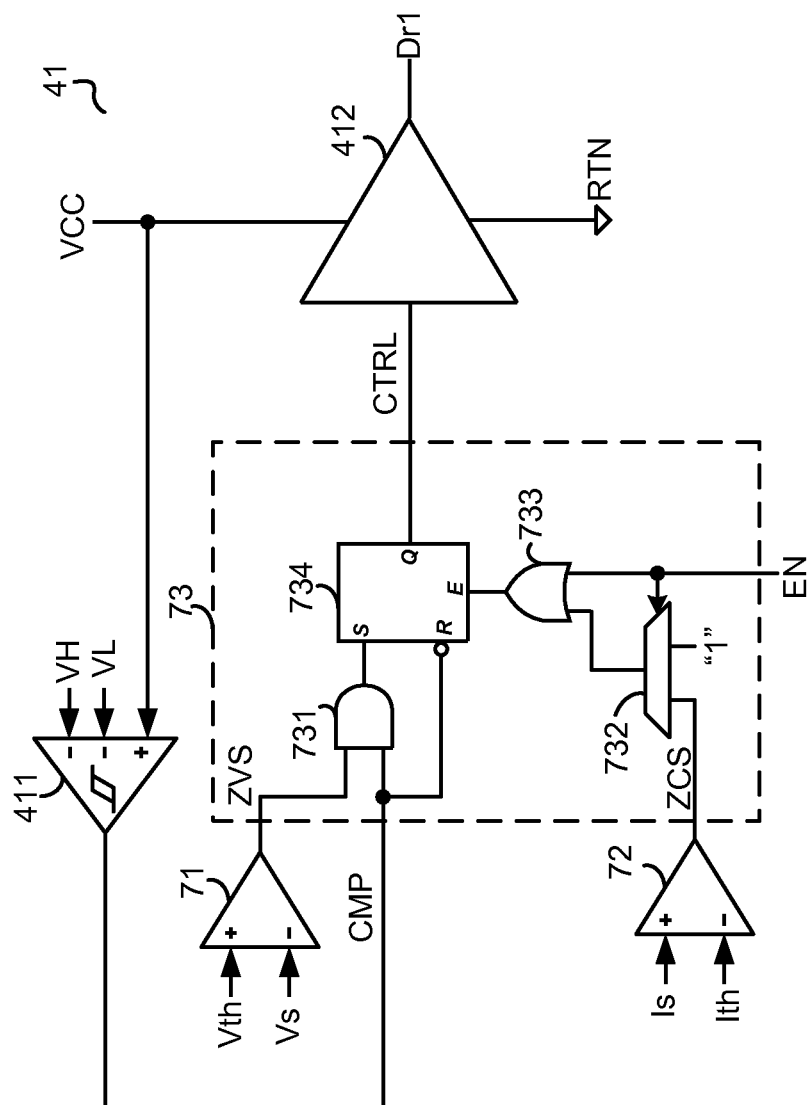 41
VCC
412
Dr1
RTN
CTRL
VH
VL
-
-
+
411
73
734
S
Q
R
E
733
731
732
"1"
EN
ZVS
ZCS
71
+
-
Vth
Vs
CMP
72
+
-
Is
Ith